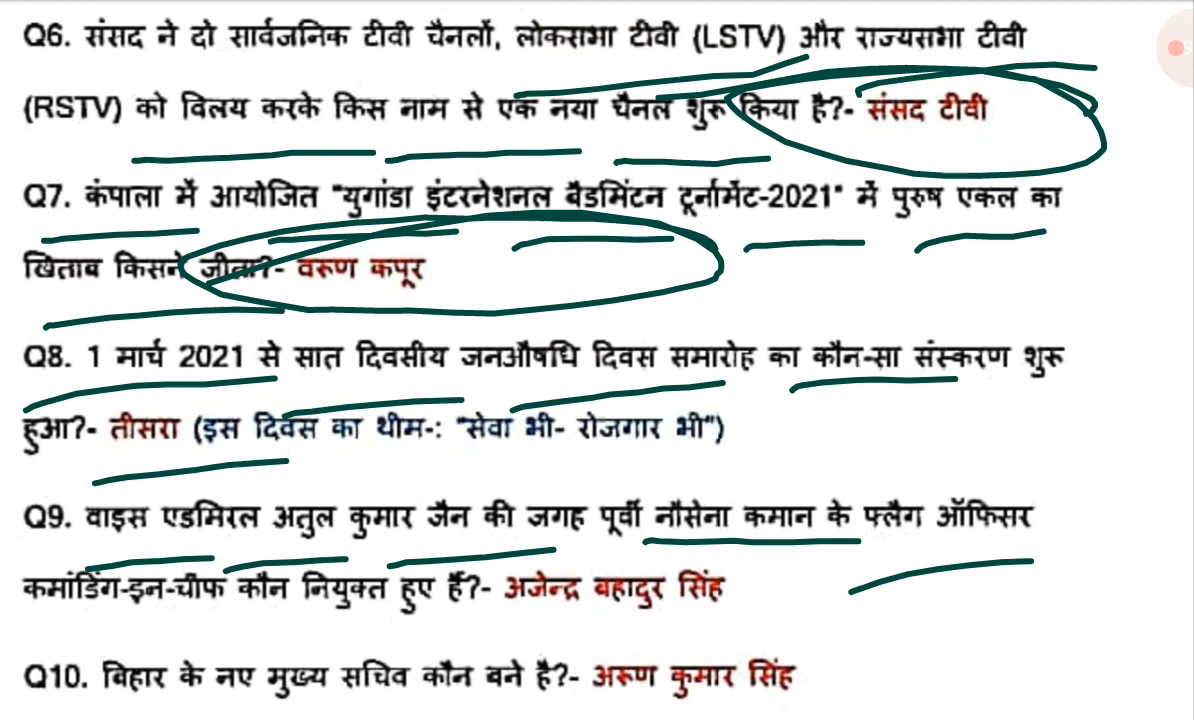 Q6. संसद ने दो सार्वजनिक टीवी चैनलों, लोकसभा टीवी (LSTV) और राज्यसभा टीवी
(RSTV) को विलय करके किस नाम से एक नया चैनल शुरू किया है?- संसद टीवी
Q7. कंपाला में आयोजित "युगांडा इंटरनेशनल बैडमिंटन टूर्नामेंट-2021" में पुरुष एकल का
खिताब किसने जीता?- वरूण कपूर
Q8. 1 मार्च 2021 से सात दिवसीय जनऔषधि दिवस समारोह का कौन-सा संस्करण शुरू
हुआ?- तीसरा (इस दिवस का थीम-: "सेवा भी- रोजगार भी")
Q9. वाइस एडमिरल अतुल कुमार जैन की जगह पूर्वी नौसेना कमान के फ्लैग ऑफिसर
कमांडिंग-इन-चीफ कौन नियुक्त हुए हैं?- अजेन्द्र बहादुर सिंह
Q10. बिहार के नए मुख्य सचिव कौन बने है?- अरूण कुमार सिंह